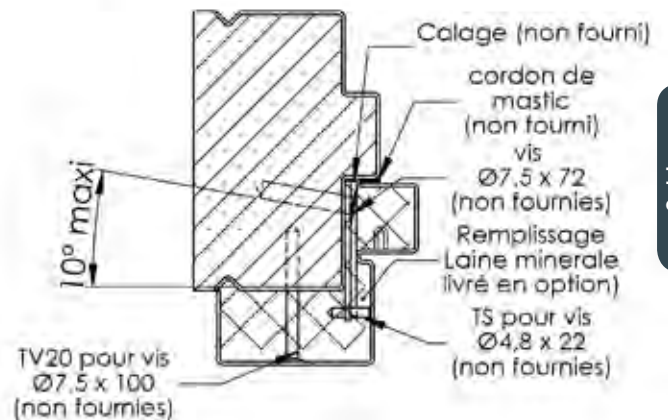 Calage (non fourni)
cordon de
mastic
(non fourni)
vis
Ø7,5 x 72
(non fournies)
Remplissage
Laine minerale
livré en option)
TS pour vis
Ø4,8 x 22
(non fournies)
10° maxi
TV20 pour vis
Ø7,5 x 100
(non fournies)